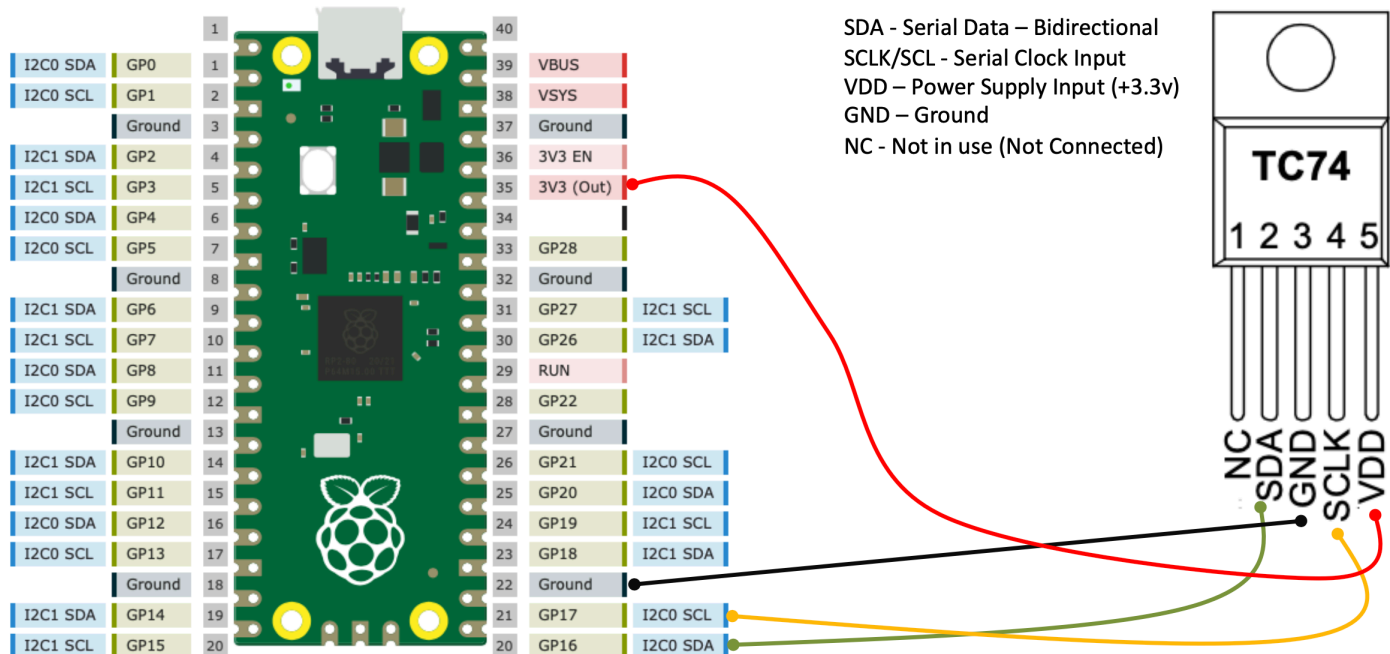 1 40
I2C0 SDA GP0 1 39 VBUS
I2C0 SCL GP1 2 38 VSYS
Ground 3 37 Ground
I2C1 SDA GP2 4 36 3V3 EN
I2C1 SCL GP3 5 35 3V3 (Out)
I2C0 SDA GP4 6 34
I2C0 SCL GP5 7 33 GP28
Ground 8 32 Ground
I2C1 SDA GP6 9 31 GP27 I2C1 SCL
I2C1 SCL GP7 10 30 GP26 I2C1 SDA
I2C0 SDA GP8 11 29 RUN
I2C0 SCL GP9 12 28 GP22
Ground 13 27 Ground
I2C1 SDA GP10 14 26 GP21 I2C0 SCL
I2C1 SCL GP11 15 25 GP20 I2C0 SDA
I2C0 SDA GP12 16 24 GP19 I2C1 SCL
I2C0 SCL GP13 17 23 GP18 I2C1 SDA
Ground 18 22 Ground
I2C1 SDA GP14 19 21 GP17 I2C0 SCL
I2C1 SCL GP15 20 20 GP16 I2C0 SDA
SDA - Serial Data – Bidirectional
SCLK/SCL - Serial Clock Input
VDD – Power Supply Input (+3.3v)
GND – Ground
NC - Not in use (Not Connected)
TC74
1 2 3 4 5
NC
SDA
GND
SCLK
VDD